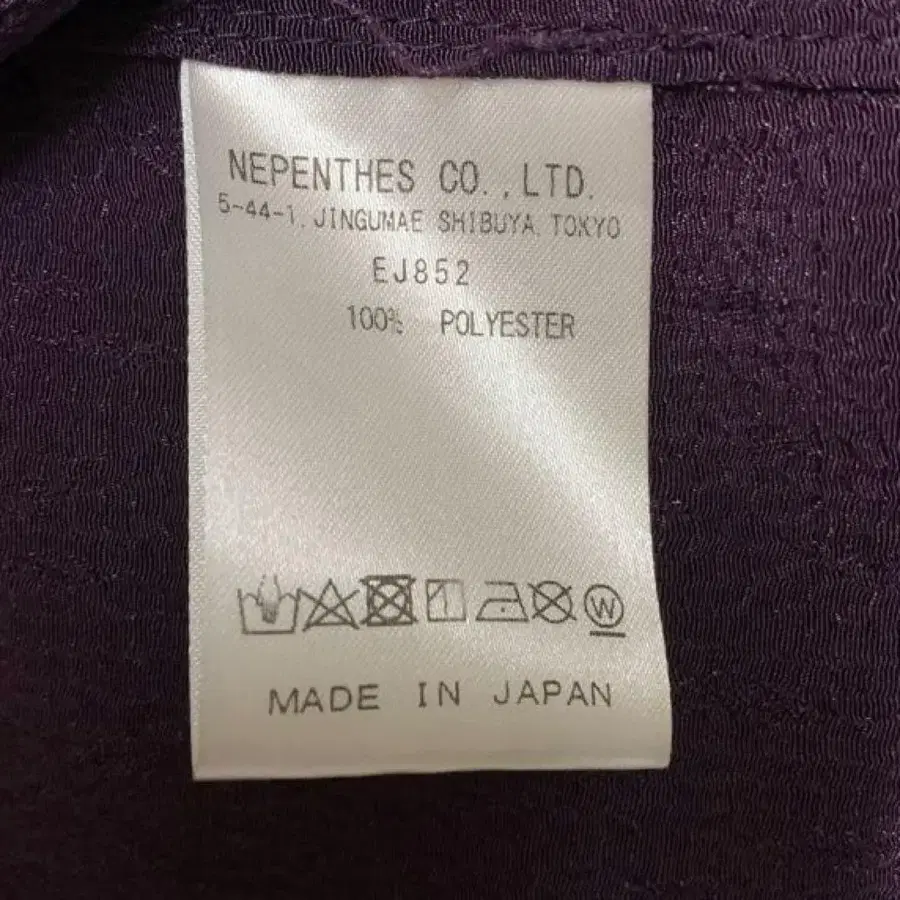 NEPENTHES CO.,LTD.
5-44-1, JINGUMAE SHIBUYA, TOKYO
EJ852
100% POLYESTER
W
MADE IN JAPAN